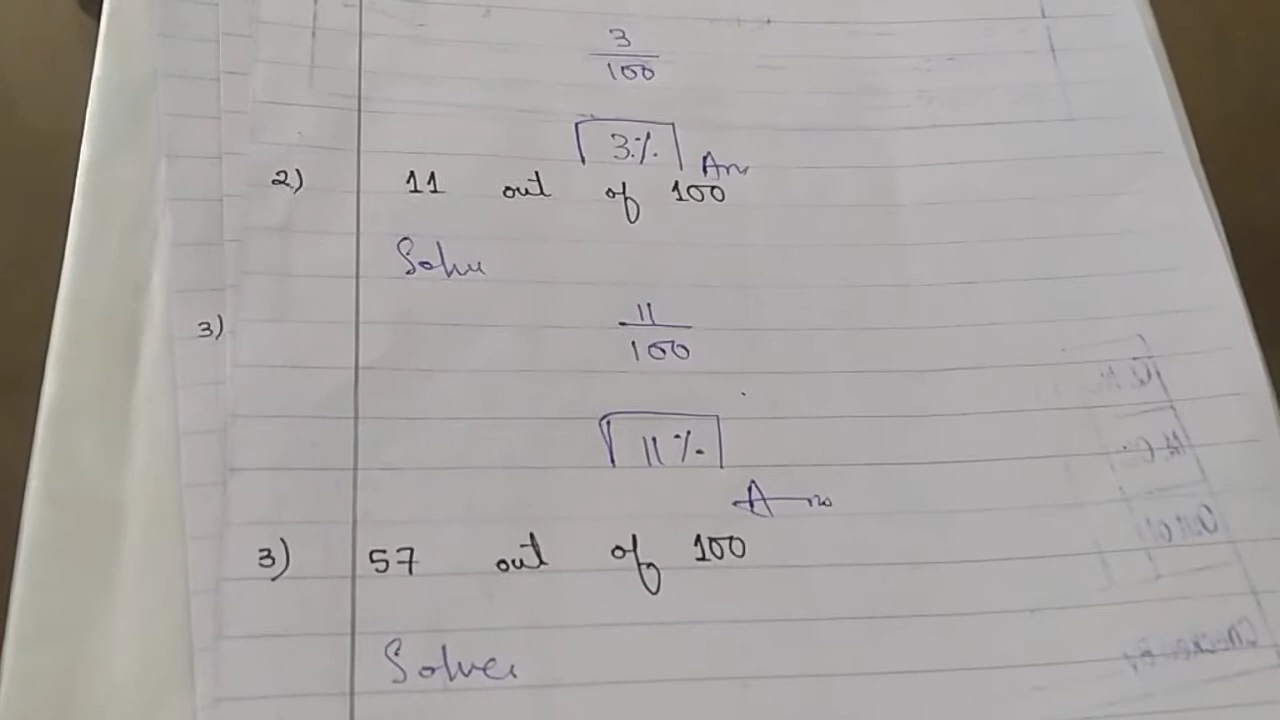 3
100
3% Ans
2) 11 out of 100
Soln
3)
11
100
11%
Ans
3) 57 out of 100
Solve